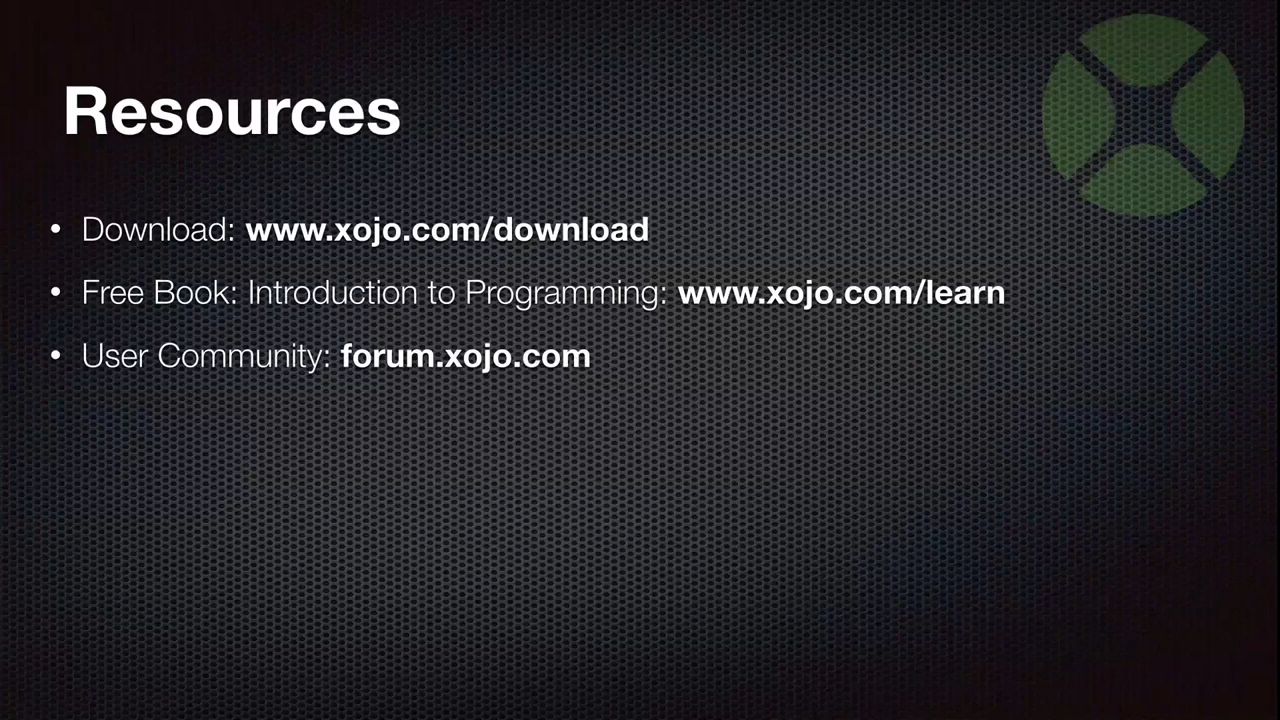 Resources
• Download: www.xojo.com/download
• Free Book: Introduction to Programming: www.xojo.com/learn
• User Community: forum.xojo.com